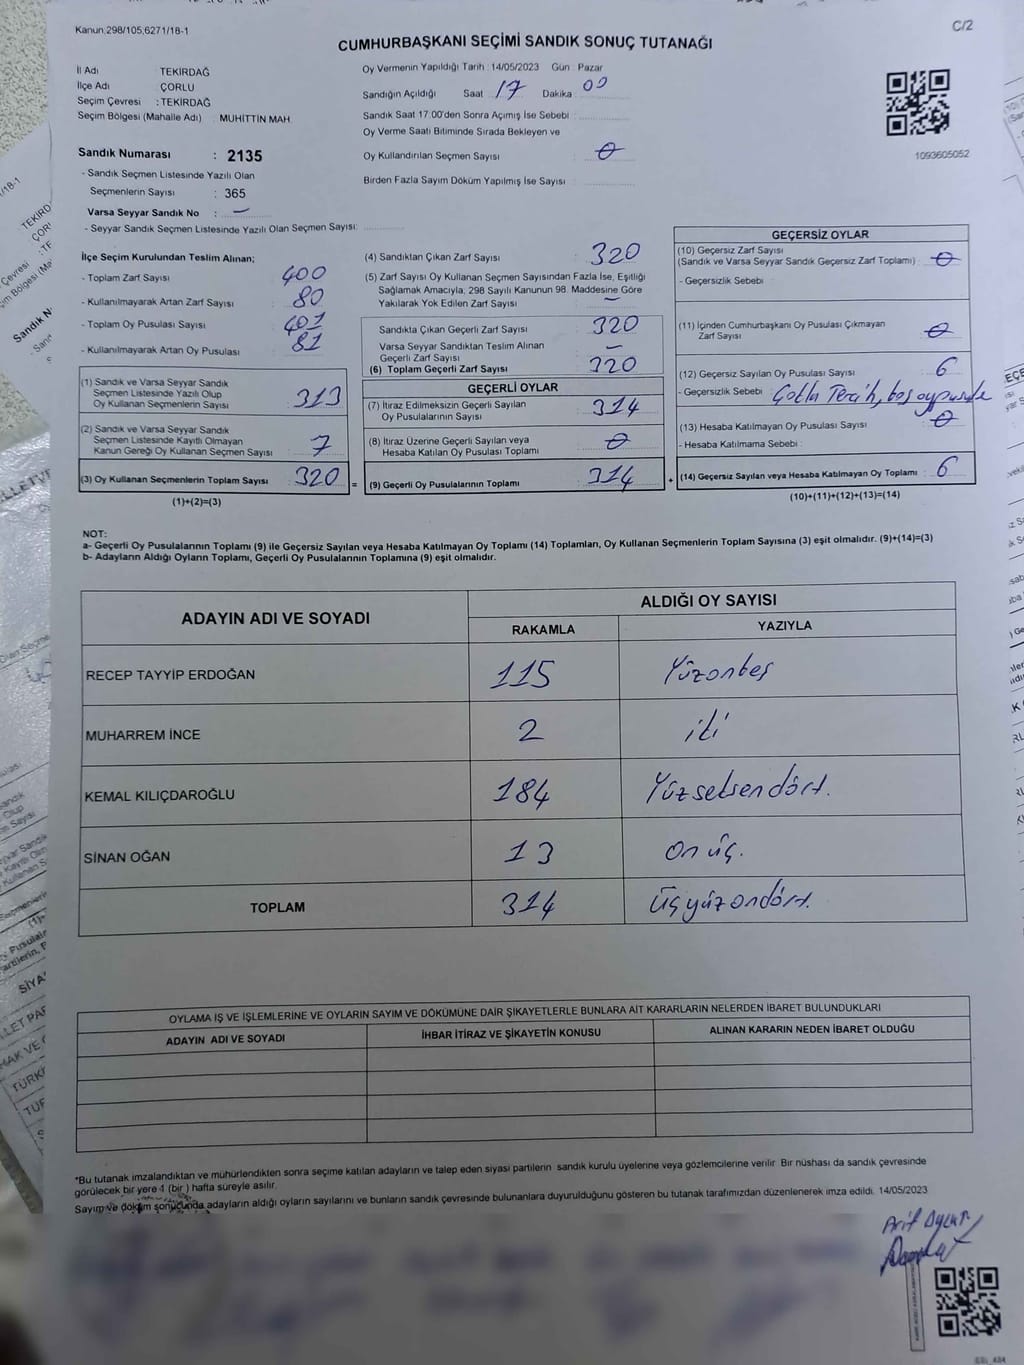 Kanun:298/105,6271/18-1
C/2
CUMHURBAŞKANI SEÇİMİ SANDIK SONUÇ TUTANAĞI
İl Adı TEKİRDAĞ
İlçe Adı ÇORLU
Seçim Çevresi : TEKİRDAĞ
Seçim Bölgesi (Mahalle Adı) MUHİTTİN MAH.
Sandık Numarası : 2135
- Sandık Seçmen Listesinde Yazılı Olan
Seçmenlerin Sayısı : 365
Varsa Seyyar Sandık No : -
- Seyyar Sandık Seçmen Listesinde Yazılı Olan Seçmen Sayısı:
Oy Vermenin Yapıldığı Tarih : 14/05/2023 Gün : Pazar
Sandığın Açıldığı Saat 17 Dakika : 00
Sandık Saat 17:00'den Sonra Açımış İse Sebebi :
Oy Verme Saati Bitiminde Sırada Bekleyen ve
Oy Kullandırılan Seçmen Sayısı : 0
Birden Fazla Sayım Döküm Yapılmış İse Sayısı :
1093605052
İlçe Seçim Kurulundan Teslim Alınan;
- Toplam Zarf Sayısı 400
- Kullanılmayarak Artan Zarf Sayısı 80
- Toplam Oy Pusulası Sayısı 401
- Kullanılmayarak Artan Oy Pusulası 81
(1) Sandık ve Varsa Seyyar Sandık
Seçmen Listesinde Yazılı Olup
Oy Kullanan Seçmenlerin Sayısı : 313
(2) Sandık ve Varsa Seyyar Sandık
Seçmen Listesinde Kayıtlı Olmayan
Kanun Gereği Oy Kullanan Seçmen Sayısı : 7
(3) Oy Kullanan Seçmenlerin Toplam Sayısı : 320
(1)+(2)=(3)
(4) Sandıktan Çıkan Zarf Sayısı : 320
(5) Zarf Sayısı Oy Kullanan Seçmen Sayısından Fazla İse, Eşitliği
Sağlamak Amacıyla, 298 Sayılı Kanunun 98. Maddesine Göre
Yakılarak Yok Edilen Zarf Sayısı : -
Sandıkta Çıkan Geçerli Zarf Sayısı : 320
Varsa Seyyar Sandıktan Teslim Alınan
Geçerli Zarf Sayısı : -
(6) Toplam Geçerli Zarf Sayısı : 320
GEÇERLİ OYLAR
(7) İtiraz Edilmeksizin Geçerli Sayılan
Oy Pusulalarının Sayısı : 314
(8) İtiraz Üzerine Geçerli Sayılan veya
Hesaba Katılan Oy Pusulası Toplamı : 0
= (9) Geçerli Oy Pusulalarının Toplamı : 314 +
GEÇERSİZ OYLAR
(10) Geçersiz Zarf Sayısı
(Sandık ve Varsa Seyyar Sandık Geçersiz Zarf Toplamı) : 0
- Geçersizlik Sebebi :
(11) İçinden Cumhurbaşkanı Oy Pusulası Çıkmayan
Zarf Sayısı : 0
(12) Geçersiz Sayılan Oy Pusulası Sayısı : 6
- Geçersizlik Sebebi : Çoklu Tercih, boş oypusula
(13) Hesaba Katılmayan Oy Pusulası Sayısı : 0
- Hesaba Katılmama Sebebi :
(14) Geçersiz Sayılan veya Hesaba Katılmayan Oy Toplamı : 6
(10)+(11)+(12)+(13)=(14)
NOT:
a- Geçerli Oy Pusulalarının Toplamı (9) ile Geçersiz Sayılan veya Hesaba Katılmayan Oy Toplamı (14) Toplamları, Oy Kullanan Seçmenlerin Toplam Sayısına (3) eşit olmalıdır. (9)+(14)=(3)
b- Adayların Aldığı Oyların Toplamı, Geçerli Oy Pusulalarının Toplamına (9) eşit olmalıdır.
ADAYIN ADI VE SOYADI ALDIĞI OY SAYISI
RAKAMLA YAZIYLA
RECEP TAYYİP ERDOĞAN 115 Yüzonbeş
MUHARREM İNCE 2 iki
KEMAL KILIÇDAROĞLU 184 Yüzseksendört.
SİNAN OĞAN 13 on üç.
TOPLAM 314 Üçyüzondört.
OYLAMA İŞ VE İŞLEMLERİNE VE OYLARIN SAYIM VE DÖKÜMÜNE DAİR ŞİKAYETLERLE BUNLARA AİT KARARLARIN NELERDEN İBARET BULUNDUKLARI
ADAYIN ADI VE SOYADI İHBAR İTİRAZ VE ŞİKAYETİN KONUSU ALINAN KARARIN NEDEN İBARET OLDUĞU
*Bu tutanak imzalandıktan ve mühürlendikten sonra seçime katılan adayların ve talep eden siyasi partilerin sandık kurulu üyelerine veya gözlemcilerine verilir. Bir nüshası da sandık çevresinde
görülecek bir yere 1 (bir) hafta süreyle asılır.
Sayım ve döküm sonucunda adayların aldığı oyların sayılarını ve bunların sandık çevresinde bulunanlara duyurulduğunu gösteren bu tutanak tarafımızdan düzenlenerek imza edildi. 14/05/2023